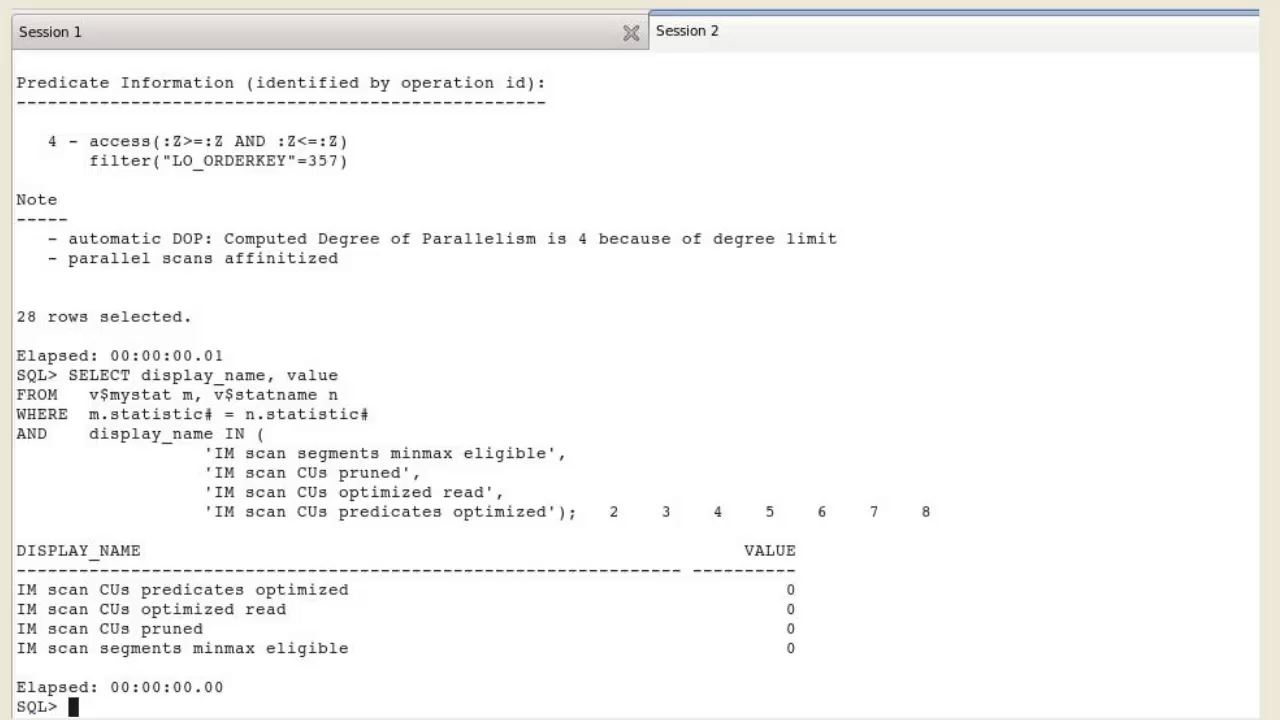 Session 1
Session 2
Predicate Information (identified by operation id):
---------------------------------------------------
4 - access(:Z>=:Z AND :Z<=:Z)
filter("LO_ORDERKEY"=357)
Note
-----
- automatic DOP: Computed Degree of Parallelism is 4 because of degree limit
- parallel scans affinitized
28 rows selected.
Elapsed: 00:00:00.01
SQL> SELECT display_name, value
FROM   v$mystat m, v$statname n
WHERE  m.statistic# = n.statistic#
AND    display_name IN (
'IM scan segments minmax eligible',
'IM scan CUs pruned',
'IM scan CUs optimized read',
'IM scan CUs predicates optimized');   2    3    4    5    6    7    8
DISPLAY_NAME                                                          VALUE
---------------------------------------------------------------- ----------
IM scan CUs predicates optimized                                          0
IM scan CUs optimized read                                                0
IM scan CUs pruned                                                        0
IM scan segments minmax eligible                                          0
Elapsed: 00:00:00.00
SQL>